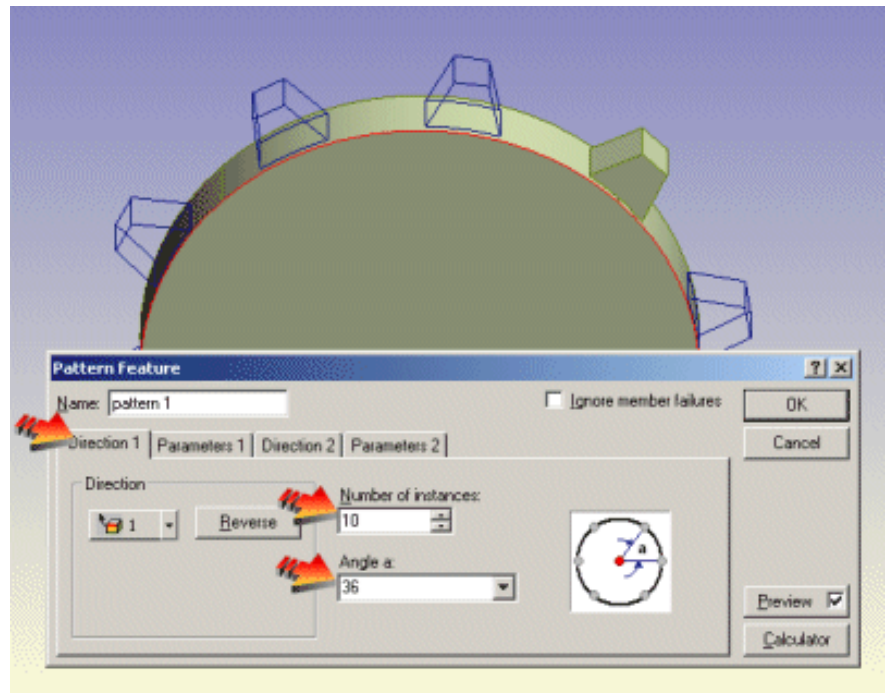 Pattern Feature
Name: pattern 1
Ignore member failures
OK
Direction 1 Parameters 1 Direction 2 Parameters 2
Cancel
Direction
1
Reverse
Number of instances:
10
Angle a:
36
a
Preview
Calculator